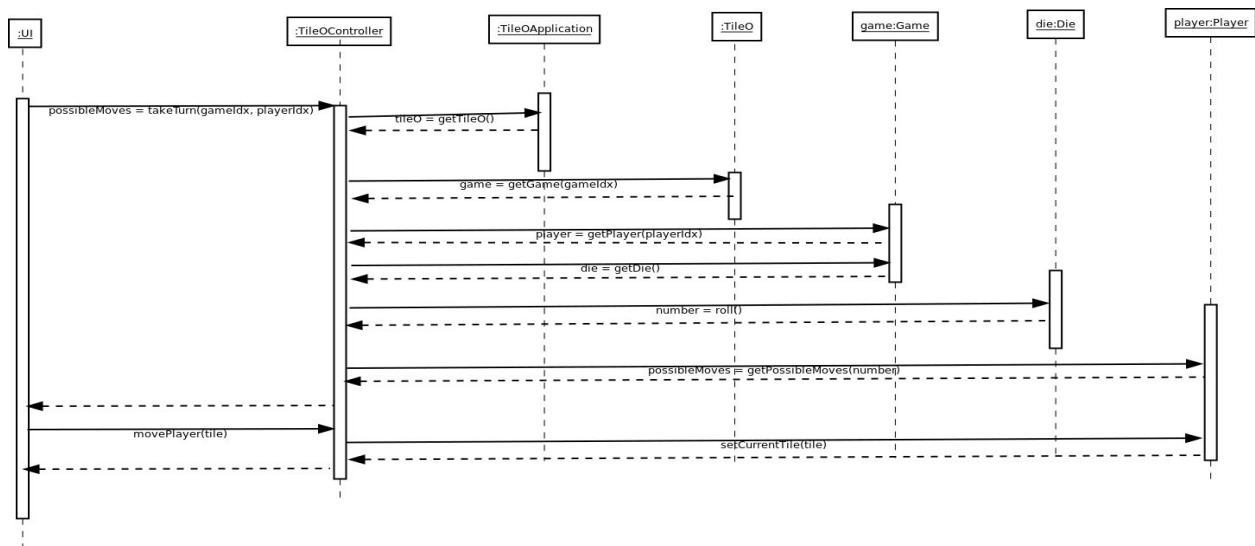 :UI
:TileOController
:TileOApplication
:TileO
game:Game
die:Die
player:Player
possibleMoves = takeTurn(gameIdx, playerIdx)
tileO = getTileO()
game = getGame(gameIdx)
player = getPlayer(playerIdx)
die = getDie()
number = roll()
possibleMoves = getPossibleMoves(number)
movePlayer(tile)
setCurrentTile(tile)